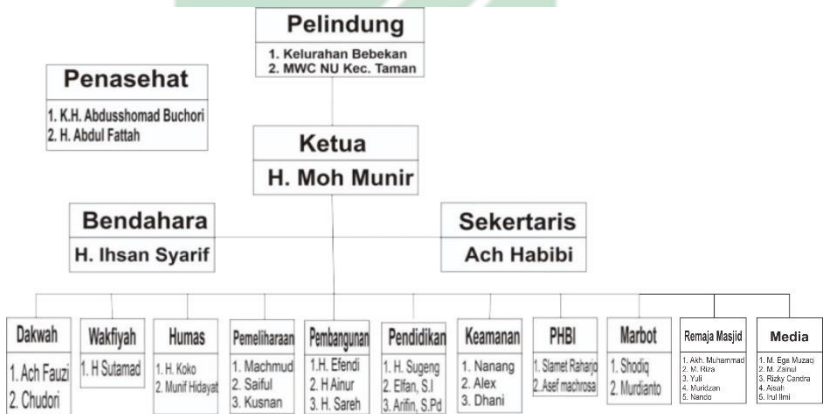 Pelindung
1. Kelurahan Bebekan
2. MWC NU Kec. Taman
Penasehat
1. K.H. Abdusshomad Buchori
2. H. Abdul Fattah
Ketua
H. Moh Munir
Bendahara
H. Ihsan Syarif
Sekertaris
Ach Habibi
Dakwah
1. Ach Fauzi
2. Chudori
Wakfiyah
1. H Sutamad
Humas
1. H. Koko
2. Munif Hidayat
Pemeliharaan
1. Machmud
2. Saiful
3. Kusnan
Pembangunan
1.H. Efendi
2. H Ainur
3. H. Sareh
Pendidikan
1. H. Sugeng
2. Elfan, S.I
3. Arifin, S.Pd
Keamanan
1. Nanang
2. Alex
3. Dhani
PHBI
1. Slamet Raharjo
2. Asef machrosa
Marbot
1. Shodiq
2. Murdianto
Remaja Masjid
1. Akh. Muhammad
2. M. Riza
3. Yuli
4.
5. Nando
Media
1. M. Ega Muzaqi
2. M. Zainul
3. Rizky Candra
4. Aisah
5. Irul Ilmi